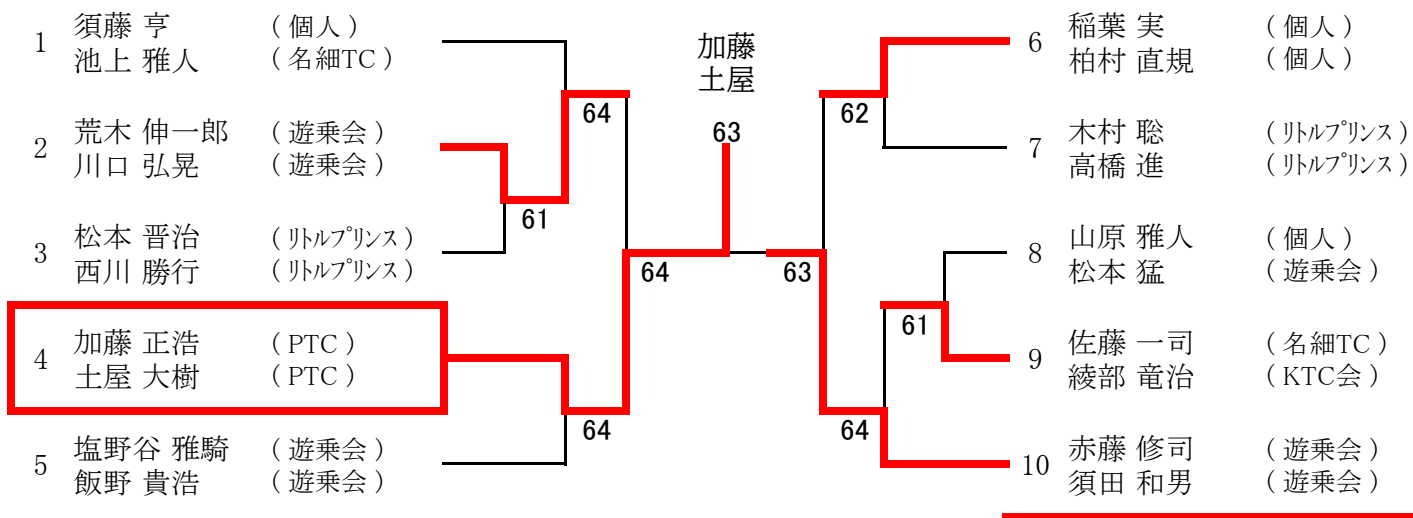 1 須藤 亨 ( 個人 )
池上 雅人 ( 名細TC )
2 荒木 伸一郎 ( 遊乗会 )
川口 弘晃 ( 遊乗会 )
3 松本 晋治 ( ﾘﾄﾙﾌﾟﾘﾝｽ )
西川 勝行 ( ﾘﾄﾙﾌﾟﾘﾝｽ )
4 加藤 正浩 ( PTC )
土屋 大樹 ( PTC )
5 塩野谷 雅騎 ( 遊乗会 )
飯野 貴浩 ( 遊乗会 )
64
61
64
64
加藤
土屋
63
62
63
61
64
6 稲葉 実 ( 個人 )
柏村 直規 ( 個人 )
7 木村 聡 ( ﾘﾄﾙﾌﾟﾘﾝｽ )
高橋 進 ( ﾘﾄﾙﾌﾟﾘﾝｽ )
8 山原 雅人 ( 個人 )
松本 猛 ( 遊乗会 )
9 佐藤 一司 ( 名細TC )
綾部 竜治 ( KTC会 )
10 赤藤 修司 ( 遊乗会 )
須田 和男 ( 遊乗会 )